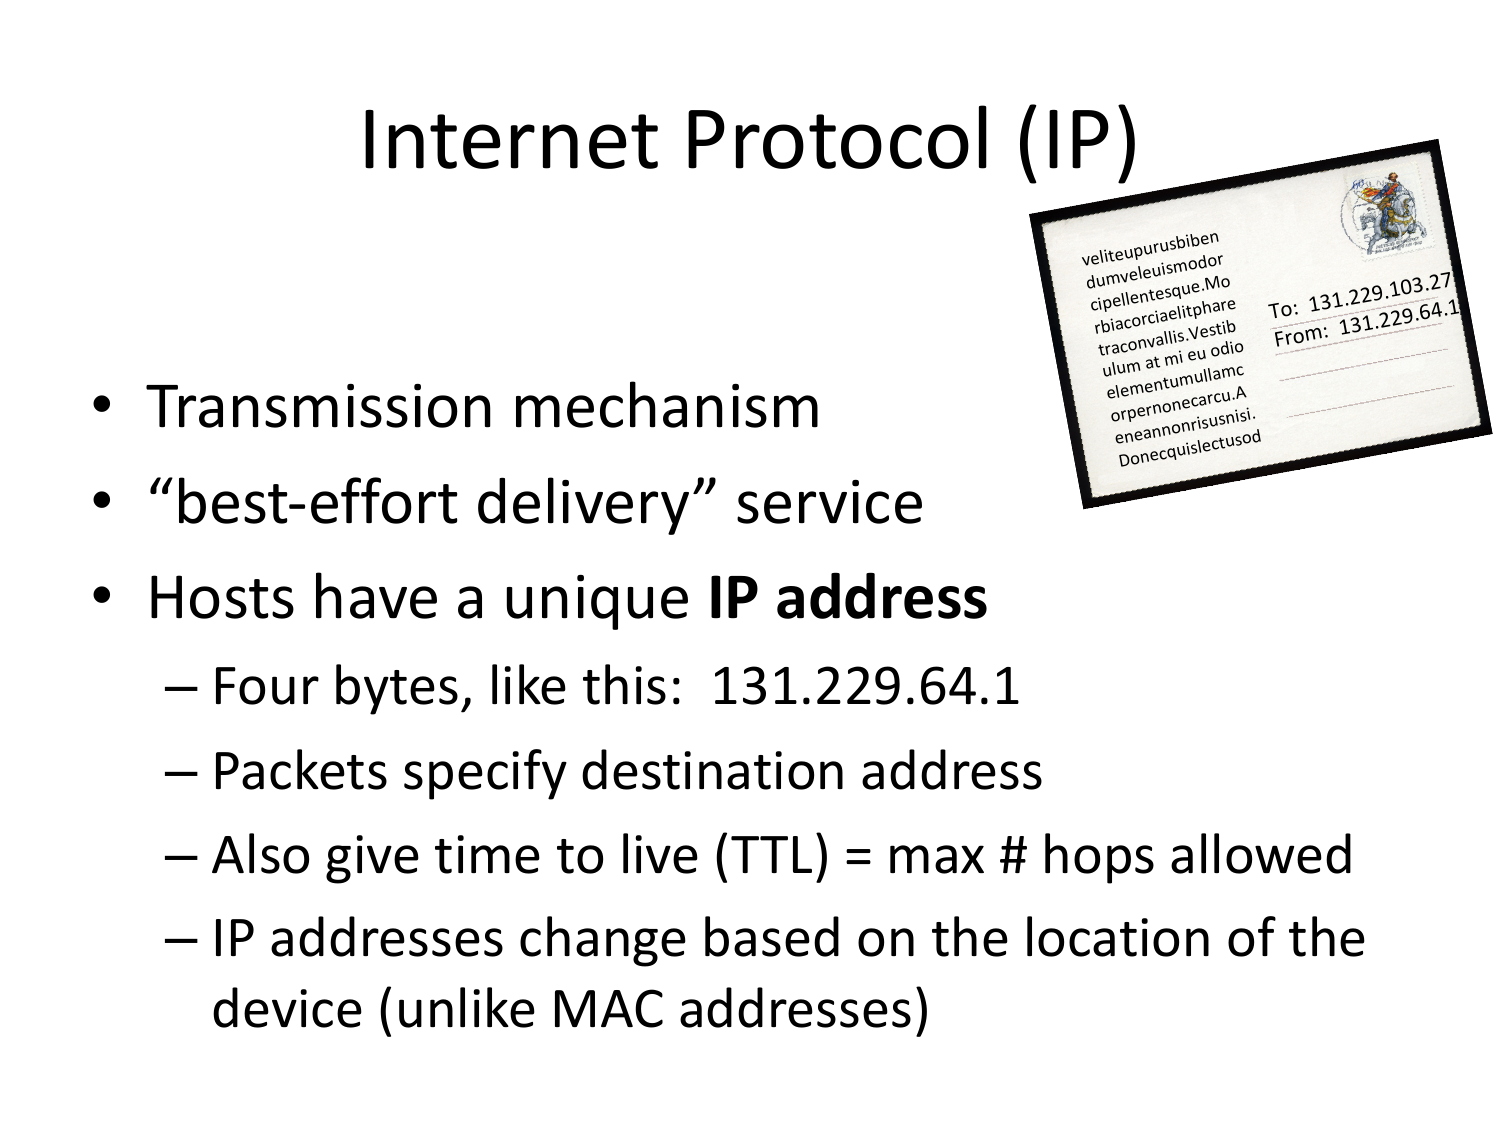 Internet Protocol (IP)
veliteupurusbiben
dumveleuismodor
cipellentesque.Mo
rbiacorciaelitphare
traconvallis.Vestib
ulum at mi eu odio
elementumullamc
orpernonecarcu.A
eneannonrisusnisi.
Donecquislectusod
To: 131.229.103.27
From: 131.229.64.1
• Transmission mechanism
• “best-effort delivery” service
• Hosts have a unique IP address
– Four bytes, like this: 131.229.64.1
– Packets specify destination address
– Also give time to live (TTL) = max # hops allowed
– IP addresses change based on the location of the
device (unlike MAC addresses)